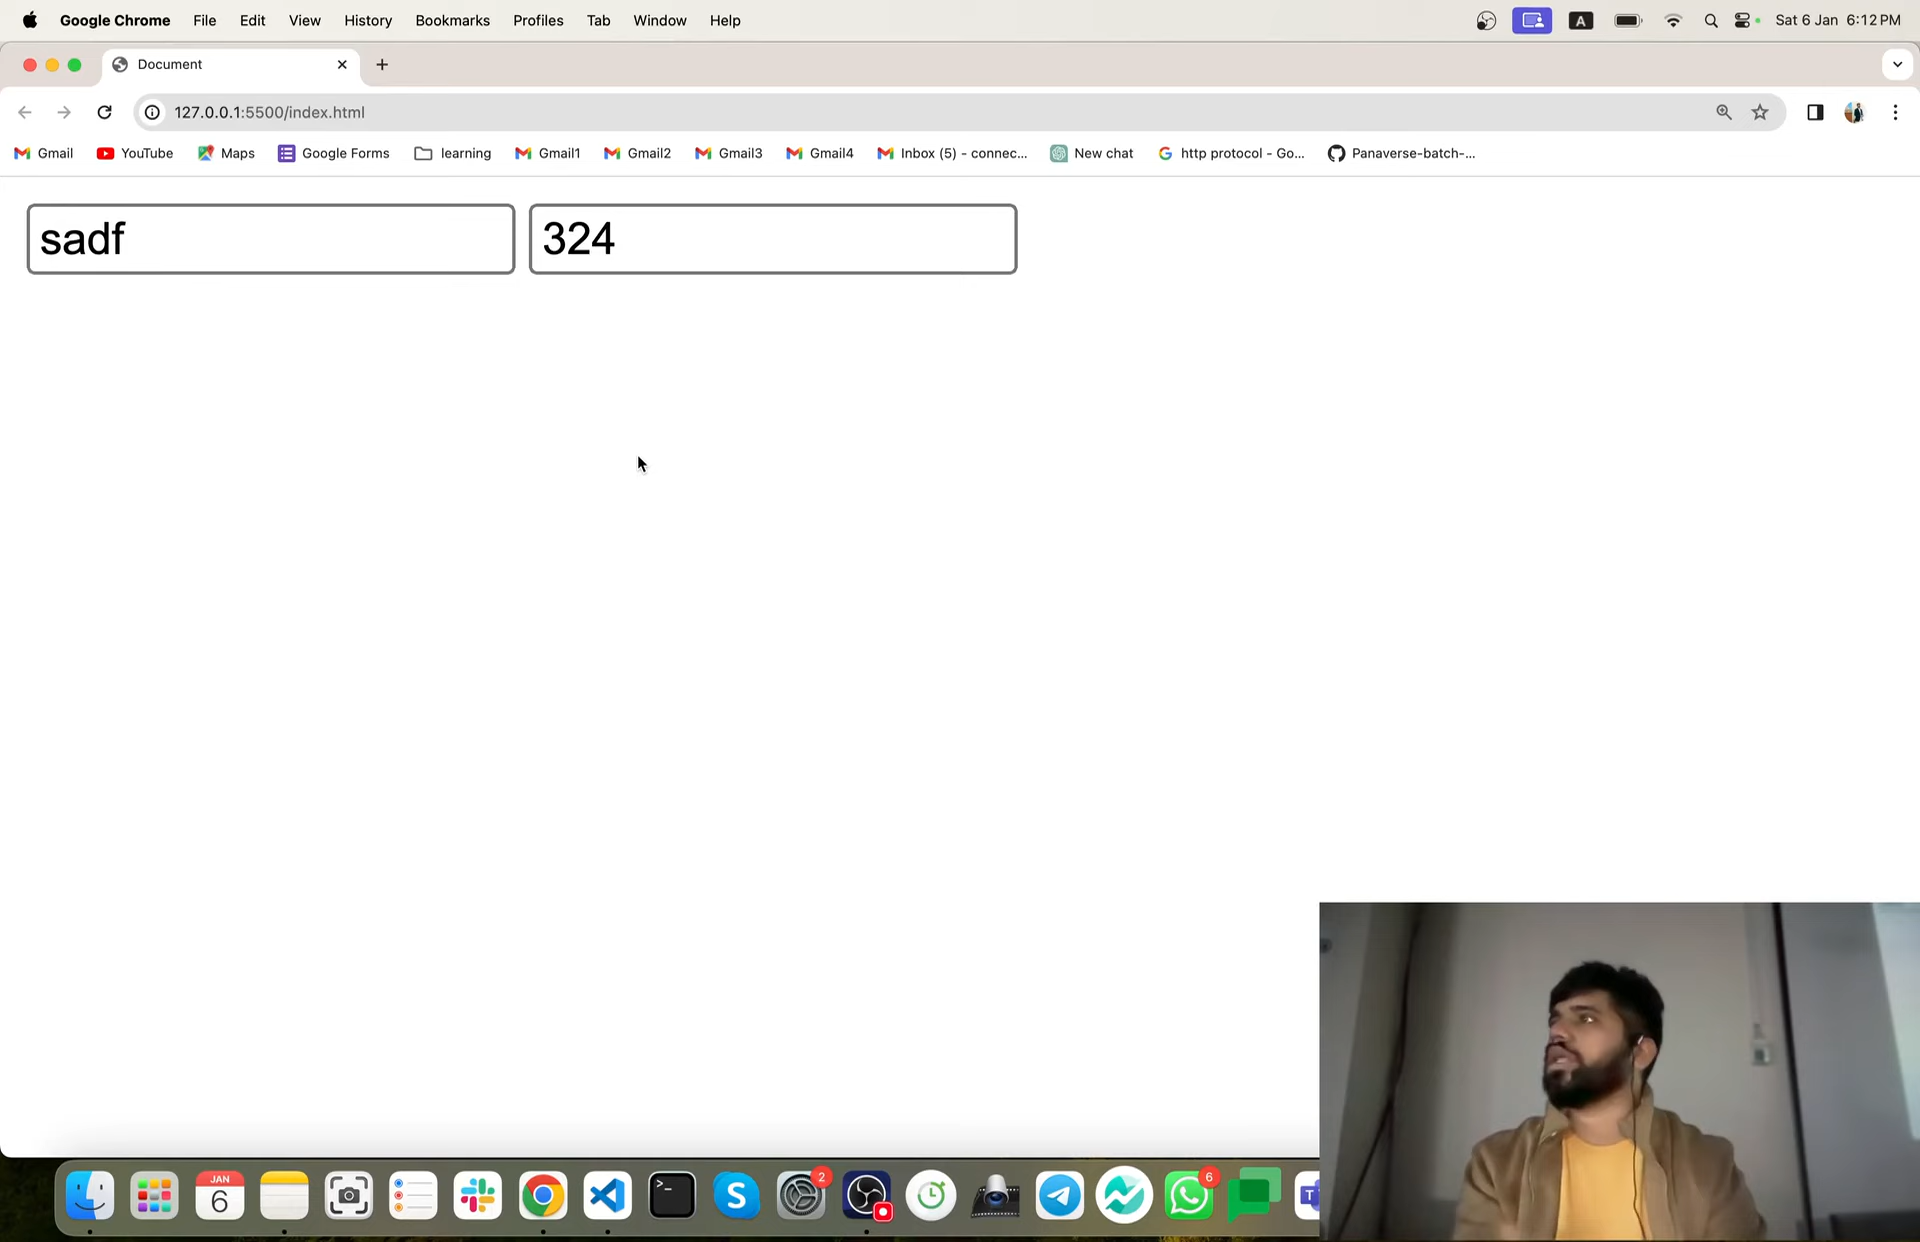 Google Chrome File Edit View History Bookmarks Profiles Tab Window Help A Sat 6 Jan 6:12 PM
Document
127.0.0.1:5500/index.html
Gmail YouTube Maps Google Forms learning Gmail1 Gmail2 Gmail3 Gmail4 Inbox (5) - connec... New chat http protocol - Go... Panaverse-batch-...
sadf 324
JAN 2 6
6 >_ S T